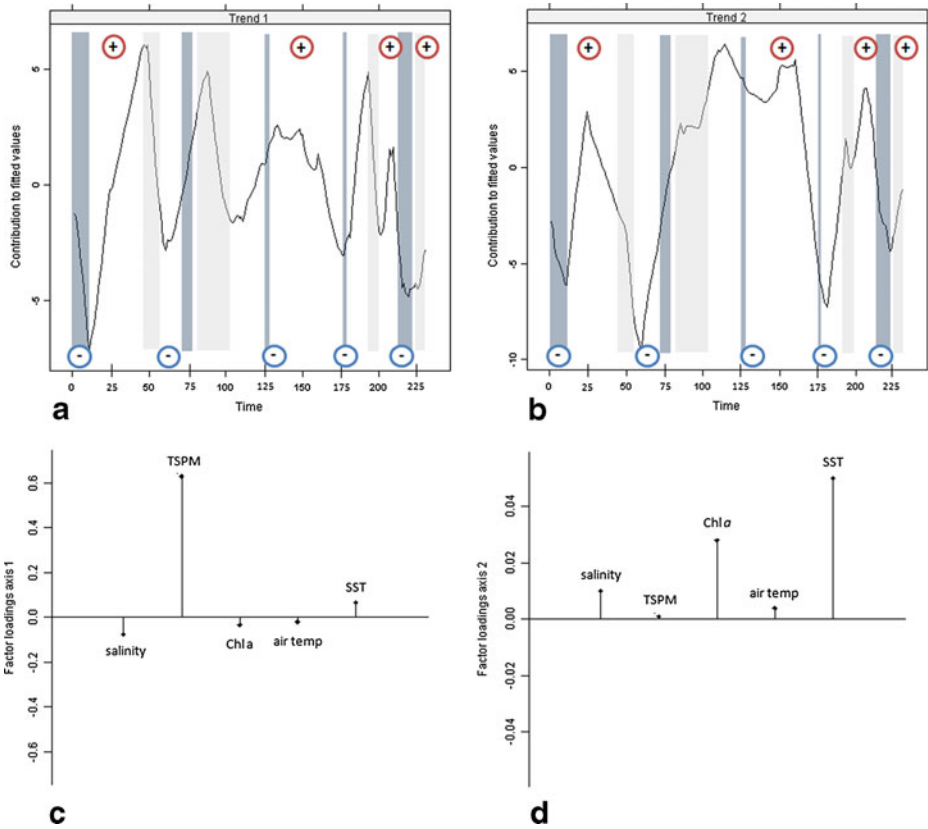 Trend 1
Contribution to fitted values
5
0
-5
+ + + +
- - - - -
0 25 50 75 100 125 150 175 200 225
Time
a
Trend 2
Contribution to fitted values
5
0
-5
-10
+ + + +
- - - - -
0 25 50 75 100 125 150 175 200 225
Time
b
Factor loadings axis 1
0.6
0.4
0.2
0.0
-0.2
-0.4
-0.6
TSPM
SST
salinity
Chl a
air temp
c
Factor loadings axis 2
0.04
0.02
0.00
-0.02
-0.04
SST
Chl a
salinity
TSPM
air temp
d